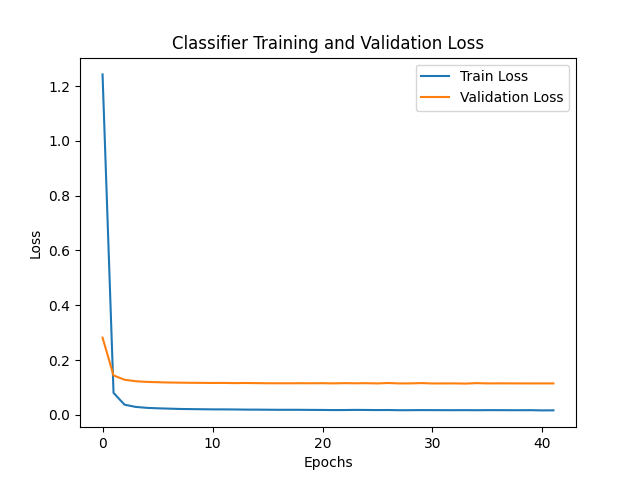 Classifier Training and Validation Loss
Train Loss
Validation Loss
1.2
1.0
0.8
0.6
0.4
0.2
0.0
Loss
0 10 20 30 40
Epochs